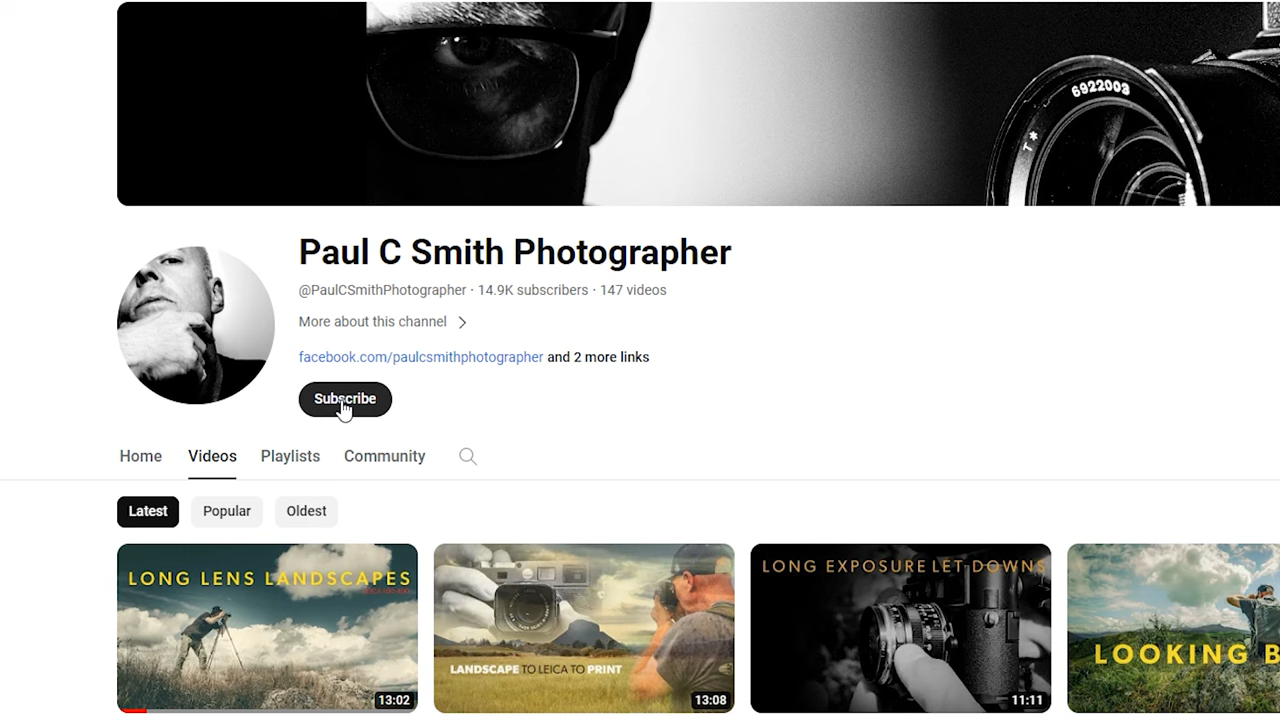 6922003
T*
Paul C Smith Photographer
@PaulCSmithPhotographer · 14.9K subscribers · 147 videos
More about this channel
facebook.com/paulcsmithphotographer and 2 more links
Subscribe
Home Videos Playlists Community
Latest Popular Oldest
LONG LENS LANDSCAPES
13:02
LANDSCAPE TO LEICA TO PRINT
13:08
LONG EXPOSURE LET DOWNS
11:11
LOOKING B